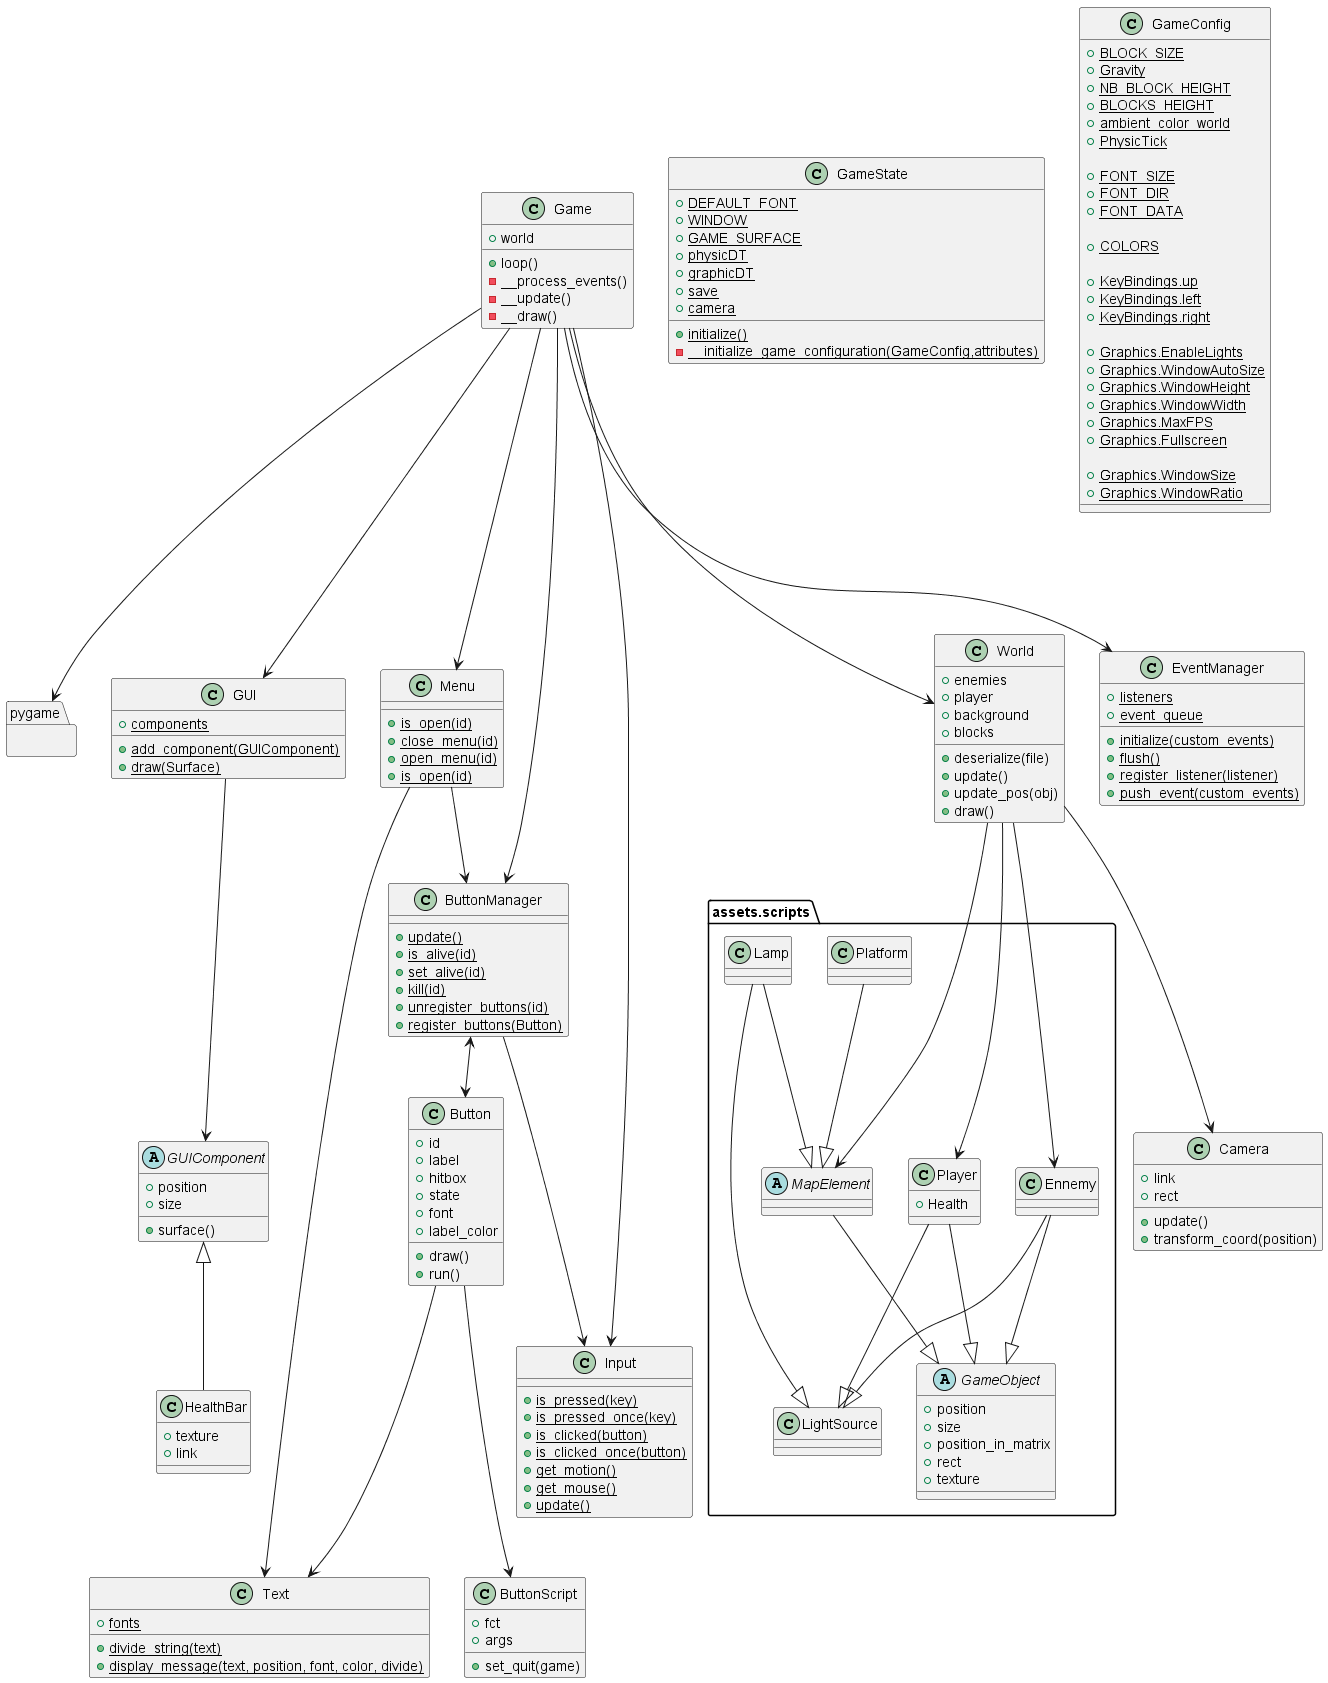 C GameConfig
BLOCK_SIZE
Gravity
NB_BLOCK_HEIGHT
BLOCKS_HEIGHT
ambient_color_world
PhysicTick
FONT_SIZE
FONT_DIR
FONT_DATA
COLORS
KeyBindings.up
KeyBindings.left
KeyBindings.right
Graphics.EnableLights
Graphics.WindowAutoSize
Graphics.WindowHeight
Graphics.WindowWidth
Graphics.MaxFPS
Graphics.Fullscreen
Graphics.WindowSize
Graphics.WindowRatio
C GameState
DEFAULT_FONT
WINDOW
GAME_SURFACE
physicDT
graphicDT
save
camera
initialize()
__initialize_game_configuration(GameConfig,attributes)
C Game
world
loop()
__process_events()
__update()
__draw()
pygame
C GUI
components
add_component(GUIComponent)
draw(Surface)
C Menu
is_open(id)
close_menu(id)
open_menu(id)
is_open(id)
C World
enemies
player
background
blocks
deserialize(file)
update()
update_pos(obj)
draw()
C EventManager
listeners
event_queue
initialize(custom_events)
flush()
register_listener(listener)
push_event(custom_events)
C ButtonManager
update()
is_alive(id)
set_alive(id)
kill(id)
unregister_buttons(id)
register_buttons(Button)
assets.scripts
C Lamp
C Platform
C Button
id
label
hitbox
state
font
label_color
draw()
run()
A GUIComponent
position
size
surface()
A MapElement
C Player
Health
C Ennemy
C Camera
link
rect
update()
transform_coord(position)
C HealthBar
texture
link
C Input
is_pressed(key)
is_pressed_once(key)
is_clicked(button)
is_clicked_once(button)
get_motion()
get_mouse()
update()
C LightSource
A GameObject
position
size
position_in_matrix
rect
texture
C Text
fonts
divide_string(text)
display_message(text, position, font, color, divide)
C ButtonScript
fct
args
set_quit(game)